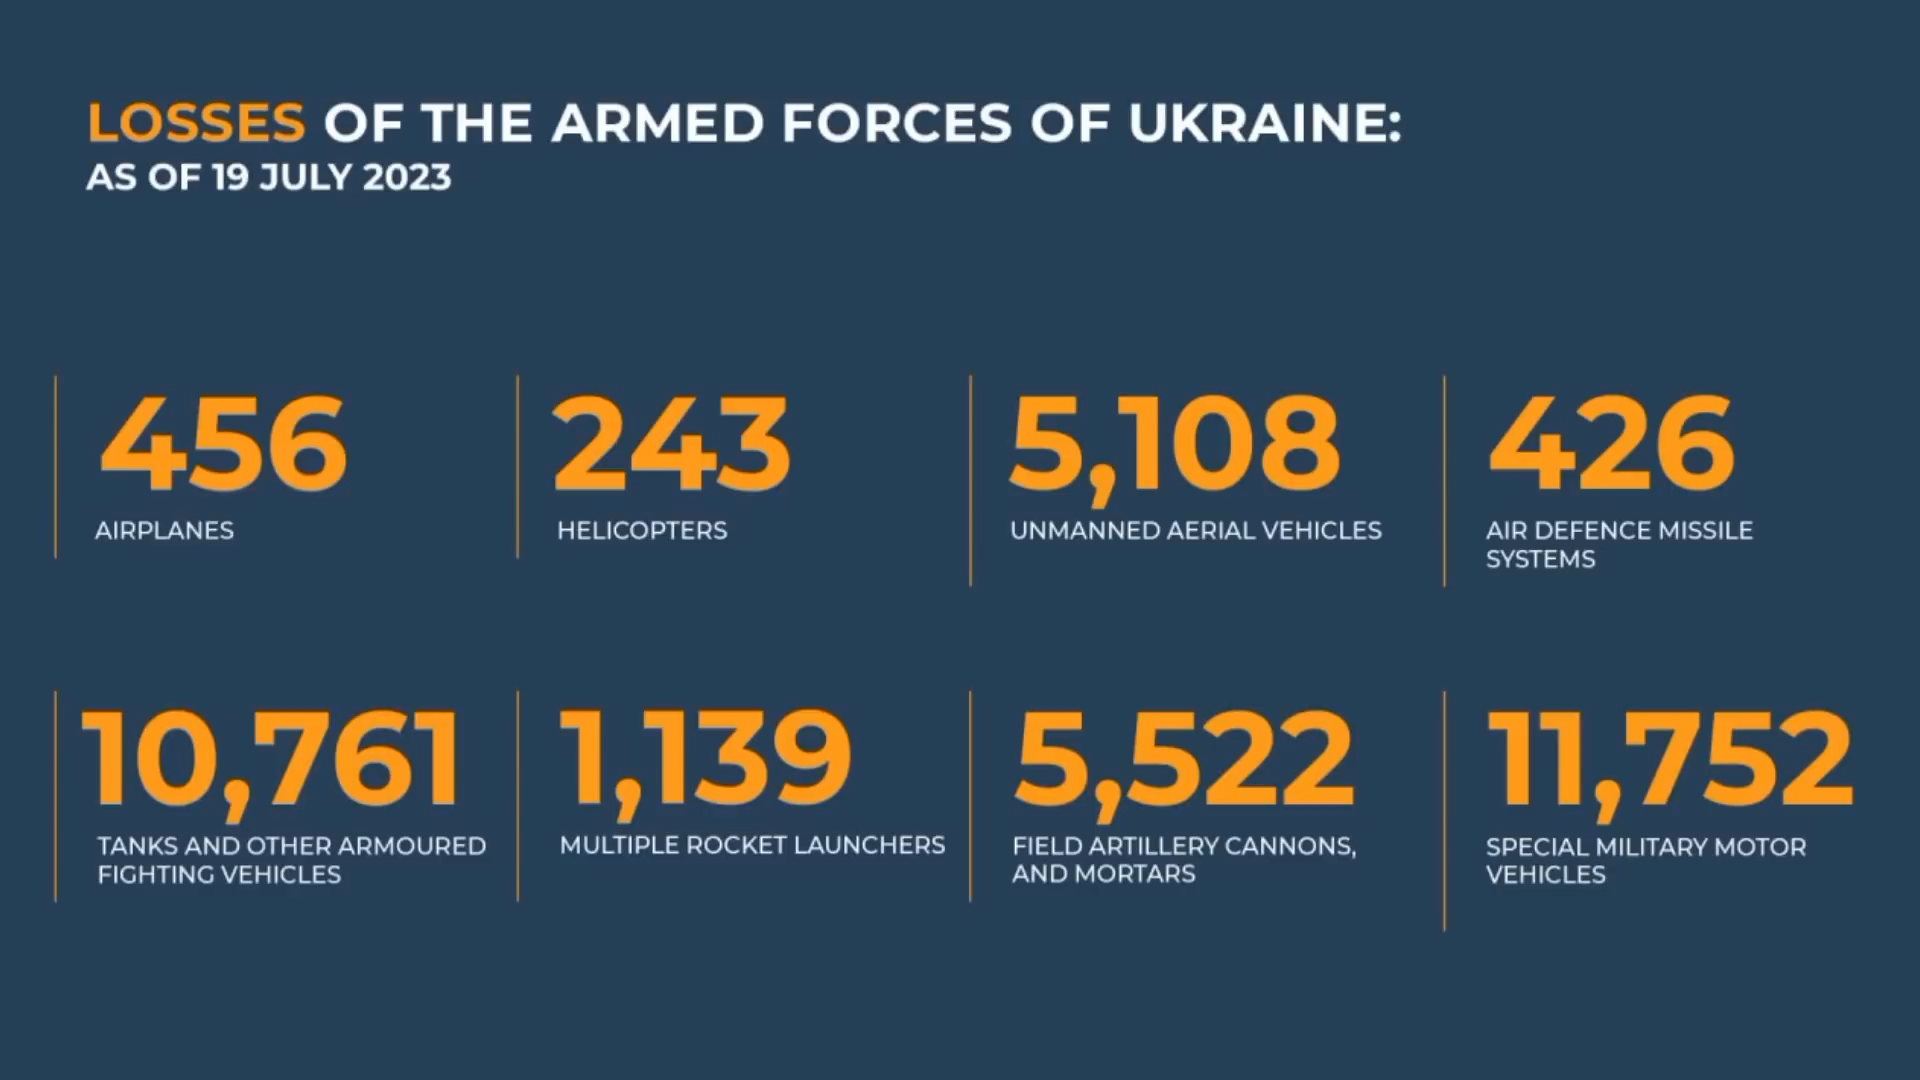 LOSSES OF THE ARMED FORCES OF UKRAINE:
AS OF 19 JULY 2023
456
AIRPLANES
243
HELICOPTERS
5,108
UNMANNED AERIAL VEHICLES
426
AIR DEFENCE MISSILE
SYSTEMS
10,761
TANKS AND OTHER ARMOURED
FIGHTING VEHICLES
1,139
MULTIPLE ROCKET LAUNCHERS
5,522
FIELD ARTILLERY CANNONS,
AND MORTARS
11,752
SPECIAL MILITARY MOTOR
VEHICLES